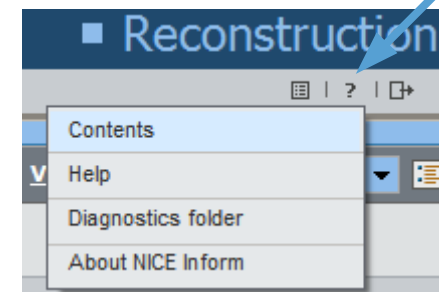 Reconstruction
?
Contents
V
Help
Diagnostics folder
About NICE Inform